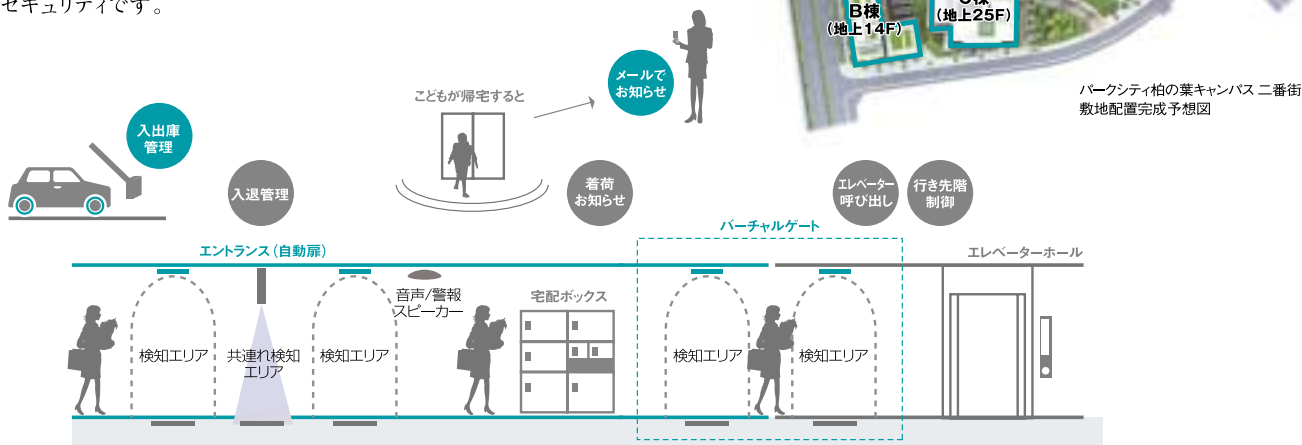 セキュリティです。
B棟
(地上14F)
(地上25F)
パークシティ柏の葉キャンパス 二番街
敷地配置完成予想図
メールで
お知らせ
こどもが帰宅すると
入出庫
管理
入退管理
着荷
お知らせ
エレベーター
呼び出し
行き先階
制御
バーチャルゲート
エントランス(自動扉)
エレベーターホール
音声/警報
スピーカー
宅配ボックス
検知エリア
共連れ検知
エリア
検知エリア
検知エリア
検知エリア